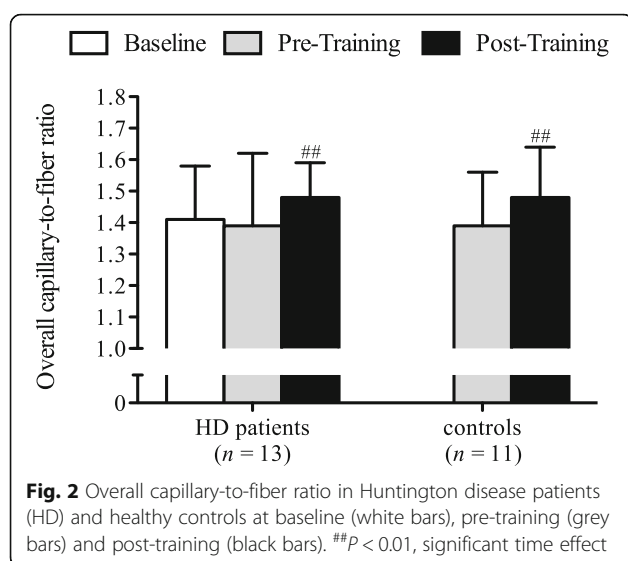 Baseline Pre-Training Post-Training
Overall capillary-to-fiber ratio
1.8
1.7
1.6
1.5
1.4
1.3
1.2
1.1
1.0
0
## ##
HD patients controls
(n = 13) (n = 11)
Fig. 2 Overall capillary-to-fiber ratio in Huntington disease patients
(HD) and healthy controls at baseline (white bars), pre-training (grey
bars) and post-training (black bars). ##P < 0.01, significant time effect